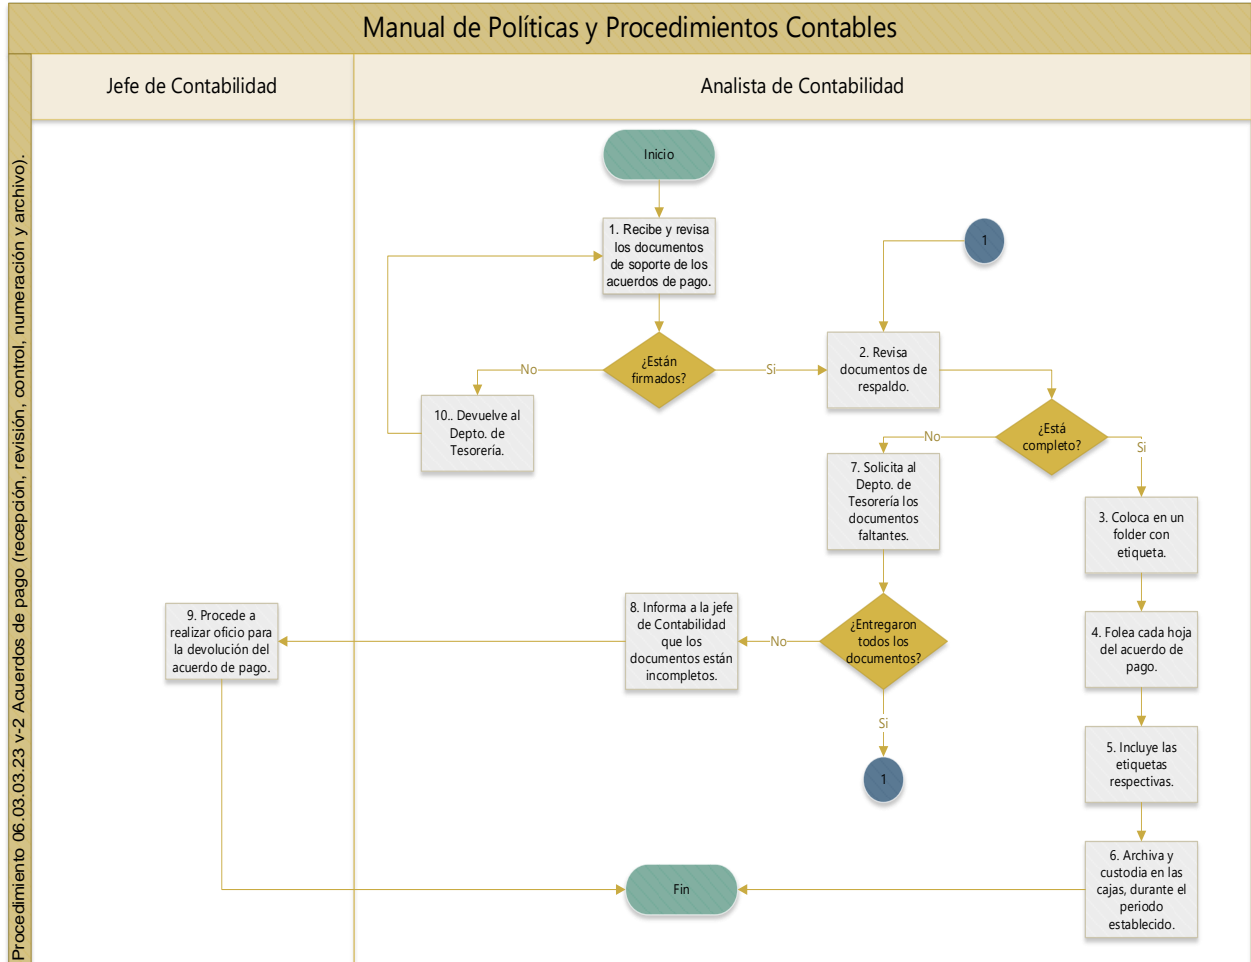 Manual de Políticas y Procedimientos Contables
Procedimiento 06.03.03.23 v-2 Acuerdos de pago (recepción, revisión, control, numeración y archivo).
Jefe de Contabilidad
Analista de Contabilidad
Inicio
1. Recibe y revisa
los documentos
de soporte de los
acuerdos de pago.
1
¿Están
firmados?
No
Si
2. Revisa
documentos de
respaldo.
10.. Devuelve al
Depto. de
Tesorería.
¿Está
completo?
No
Si
7. Solicita al
Depto. de
Tesorería los
documentos
faltantes.
3. Coloca en un
folder con
etiqueta.
9. Procede a
realizar oficio para
la devolución del
acuerdo de pago.
8. Informa a la jefe
de Contabilidad
que los
documentos están
incompletos.
No
¿Entregaron
todos los
documentos?
4. Folea cada hoja
del acuerdo de
pago.
Si
5. Incluye las
etiquetas
respectivas.
1
6. Archiva y
custodia en las
cajas, durante el
periodo
establecido.
Fin